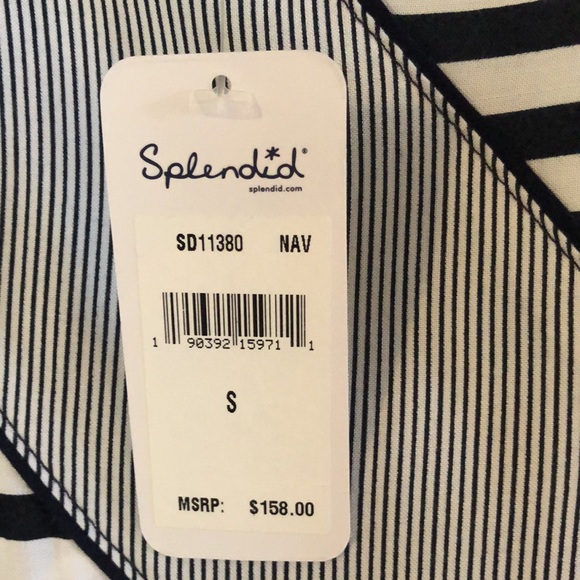 Splendid®
splendid.com
SD11380 NAV
1 90392 15971 1
S
MSRP: $158.00